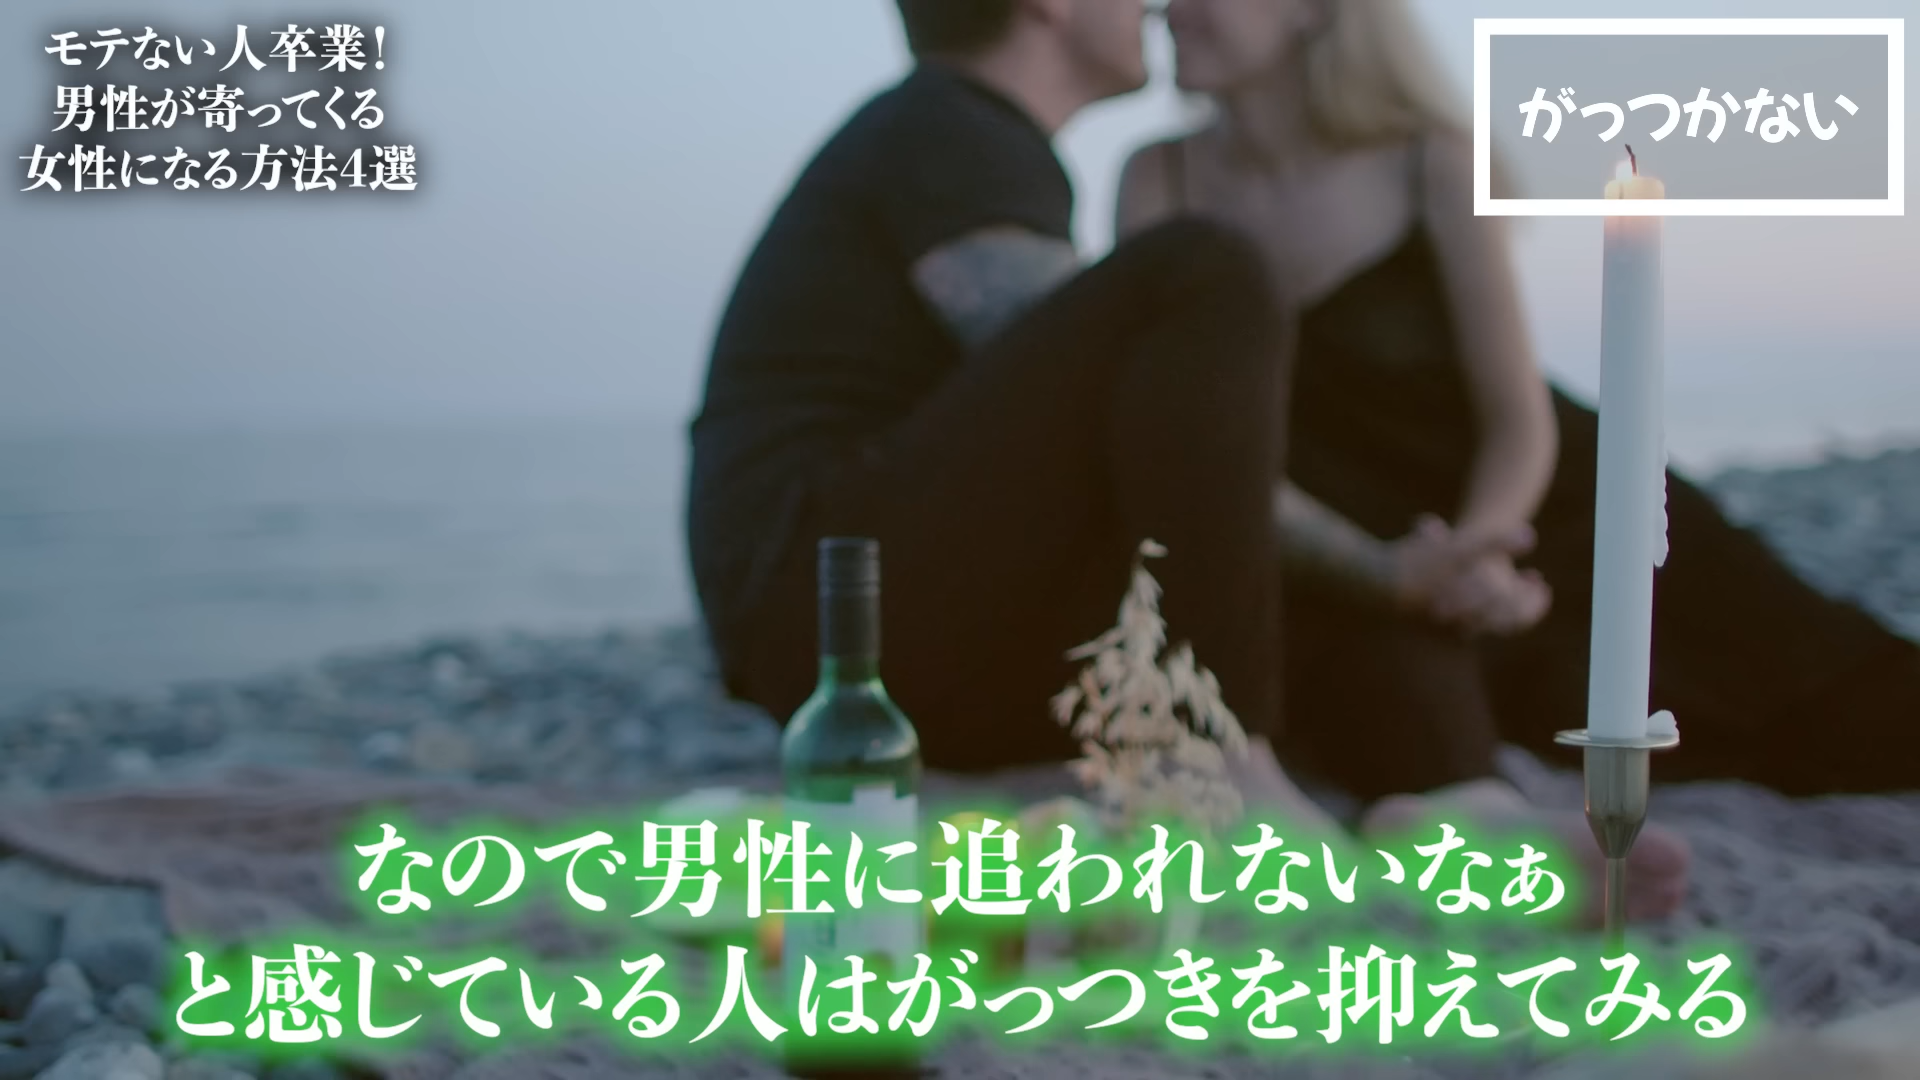 モテない人卒業!
男性が寄ってくる
女性になる方法4選
がっつかない
なので男性に追われないなぁ
と感じている人はがっつきを抑えてみる